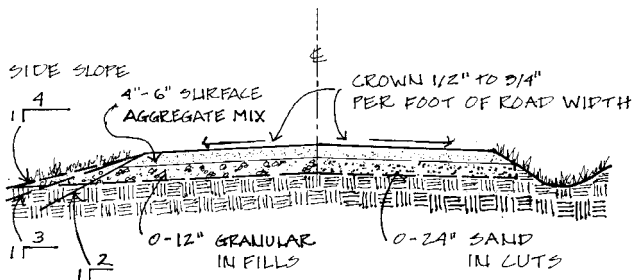 ℄
SIDE SLOPE
4
1
4"-6" SURFACE
AGGREGATE MIX
CROWN 1/2" TO 3/4"
PER FOOT OF ROAD WIDTH
3
1
2
1
0-12" GRANULAR
IN FILLS
0-24" SAND
IN CUTS